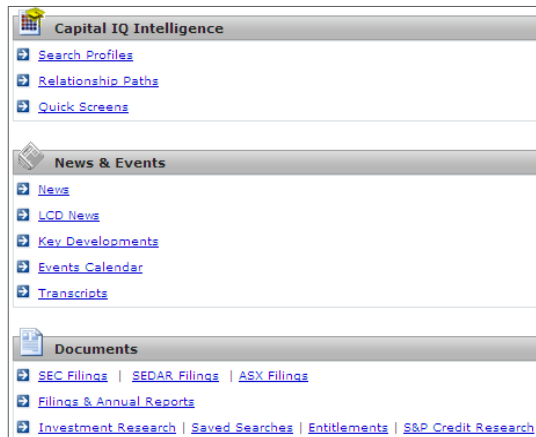 Capital IQ Intelligence
Search Profiles
Relationship Paths
Quick Screens
News & Events
News
LCD News
Key Developments
Events Calendar
Transcripts
Documents
SEC Filings | SEDAR Filings | ASX Filings
Filings & Annual Reports
Investment Research | Saved Searches | Entitlements | S&P Credit Research